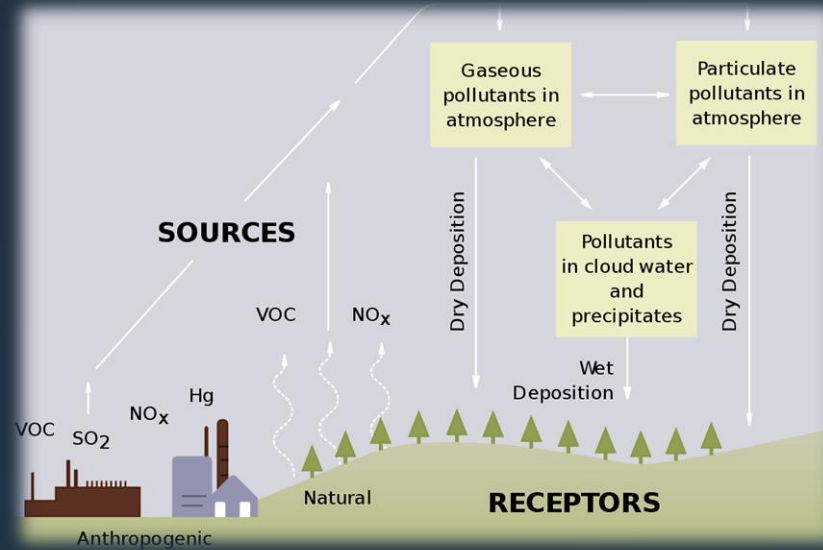 Gaseous
pollutants in
atmosphere
Particulate
pollutants in
atmosphere
SOURCES
Dry Deposition
Pollutants
in cloud water
and
precipitates
Dry Deposition
VOC
NOx
Wet
Deposition
Hg
NOx
VOC
SO2
Natural
RECEPTORS
Anthropogenic